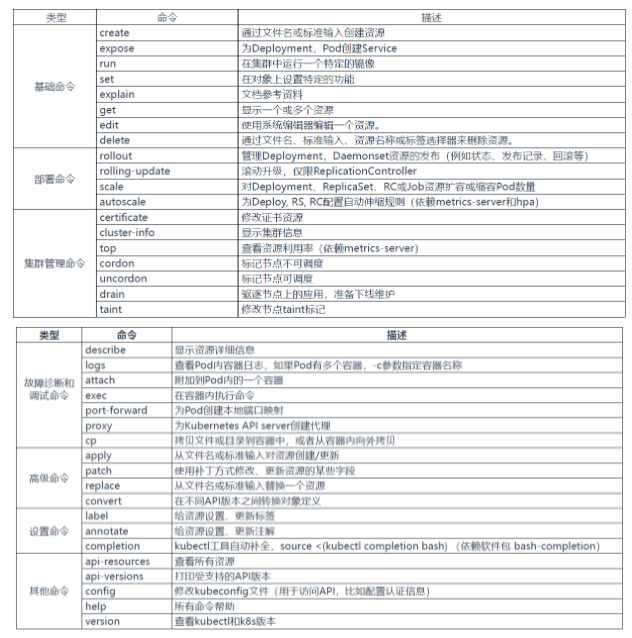 类型 命令 描述
基础命令
create 通过文件名或标准输入创建资源
expose 为Deployment，Pod创建Service
run 在集群中运行一个特定的镜像
set 在对象上设置特定的功能
explain 文档参考资料
get 显示一个或多个资源
edit 使用系统编辑器编辑一个资源。
delete 通过文件名、标准输入、资源名称或标签选择器来删除资源。
部署命令
rollout 管理Deployment，Daemonset资源的发布（例如状态、发布记录、回滚等）
rolling-update 滚动升级，仅限ReplicationController
scale 对Deployment、ReplicaSet、RC或Job资源扩容或缩容Pod数量
autoscale 为Deploy, RS, RC配置自动伸缩规则（依赖metrics-server和hpa）
集群管理命令
certificate 修改证书资源
cluster-info 显示集群信息
top 查看资源利用率（依赖metrics-server）
cordon 标记节点不可调度
uncordon 标记节点可调度
drain 驱逐节点上的应用，准备下线维护
taint 修改节点taint标记
类型 命令 描述
故障诊断和
调试命令
describe 显示资源详细信息
logs 查看Pod内容器日志，如果Pod有多个容器，-c参数指定容器名称
attach 附加到Pod内的一个容器
exec 在容器内执行命令
port-forward 为Pod创建本地端口映射
proxy 为Kubernetes API server创建代理
cp 拷贝文件或目录到容器中，或者从容器内向外拷贝
高级命令
apply 从文件名或标准输入对资源创建/更新
patch 使用补丁方式修改、更新资源的某些字段
replace 从文件名或标准输入替换一个资源
convert 在不同API版本之间转换对象定义
设置命令
label 给资源设置、更新标签
annotate 给资源设置、更新注解
completion kubectl工具自动补全，source <(kubectl completion bash) （依赖软件包 bash-completion）
其他命令
api-resources 查看所有资源
api-versions 打印受支持的API版本
config 修改kubeconfig文件（用于访问API，比如配置认证信息）
help 所有命令帮助
version 查看kubectl和k8s版本